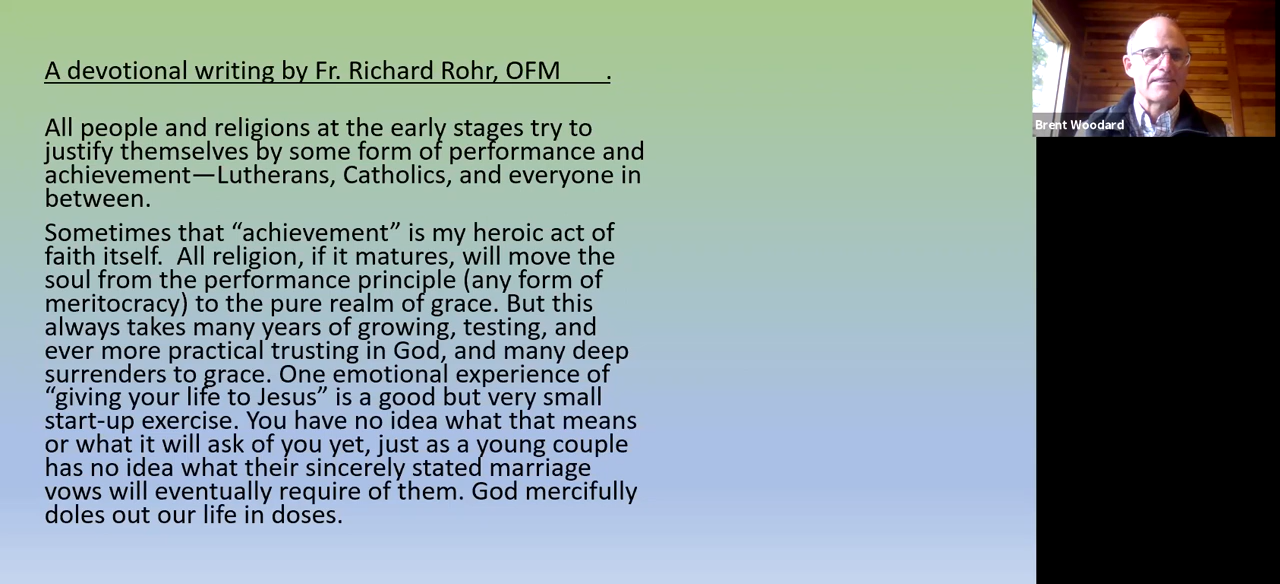 A devotional writing by Fr. Richard Rohr, OFM .
All people and religions at the early stages try to
justify themselves by some form of performance and
achievement—Lutherans, Catholics, and everyone in
between.
Sometimes that “achievement” is my heroic act of
faith itself.  All religion, if it matures, will move the
soul from the performance principle (any form of
meritocracy) to the pure realm of grace. But this
always takes many years of growing, testing, and
ever more practical trusting in God, and many deep
surrenders to grace. One emotional experience of
“giving your life to Jesus” is a good but very small
start-up exercise. You have no idea what that means
or what it will ask of you yet, just as a young couple
has no idea what their sincerely stated marriage
vows will eventually require of them. God mercifully
doles out our life in doses.
Brent Woodard